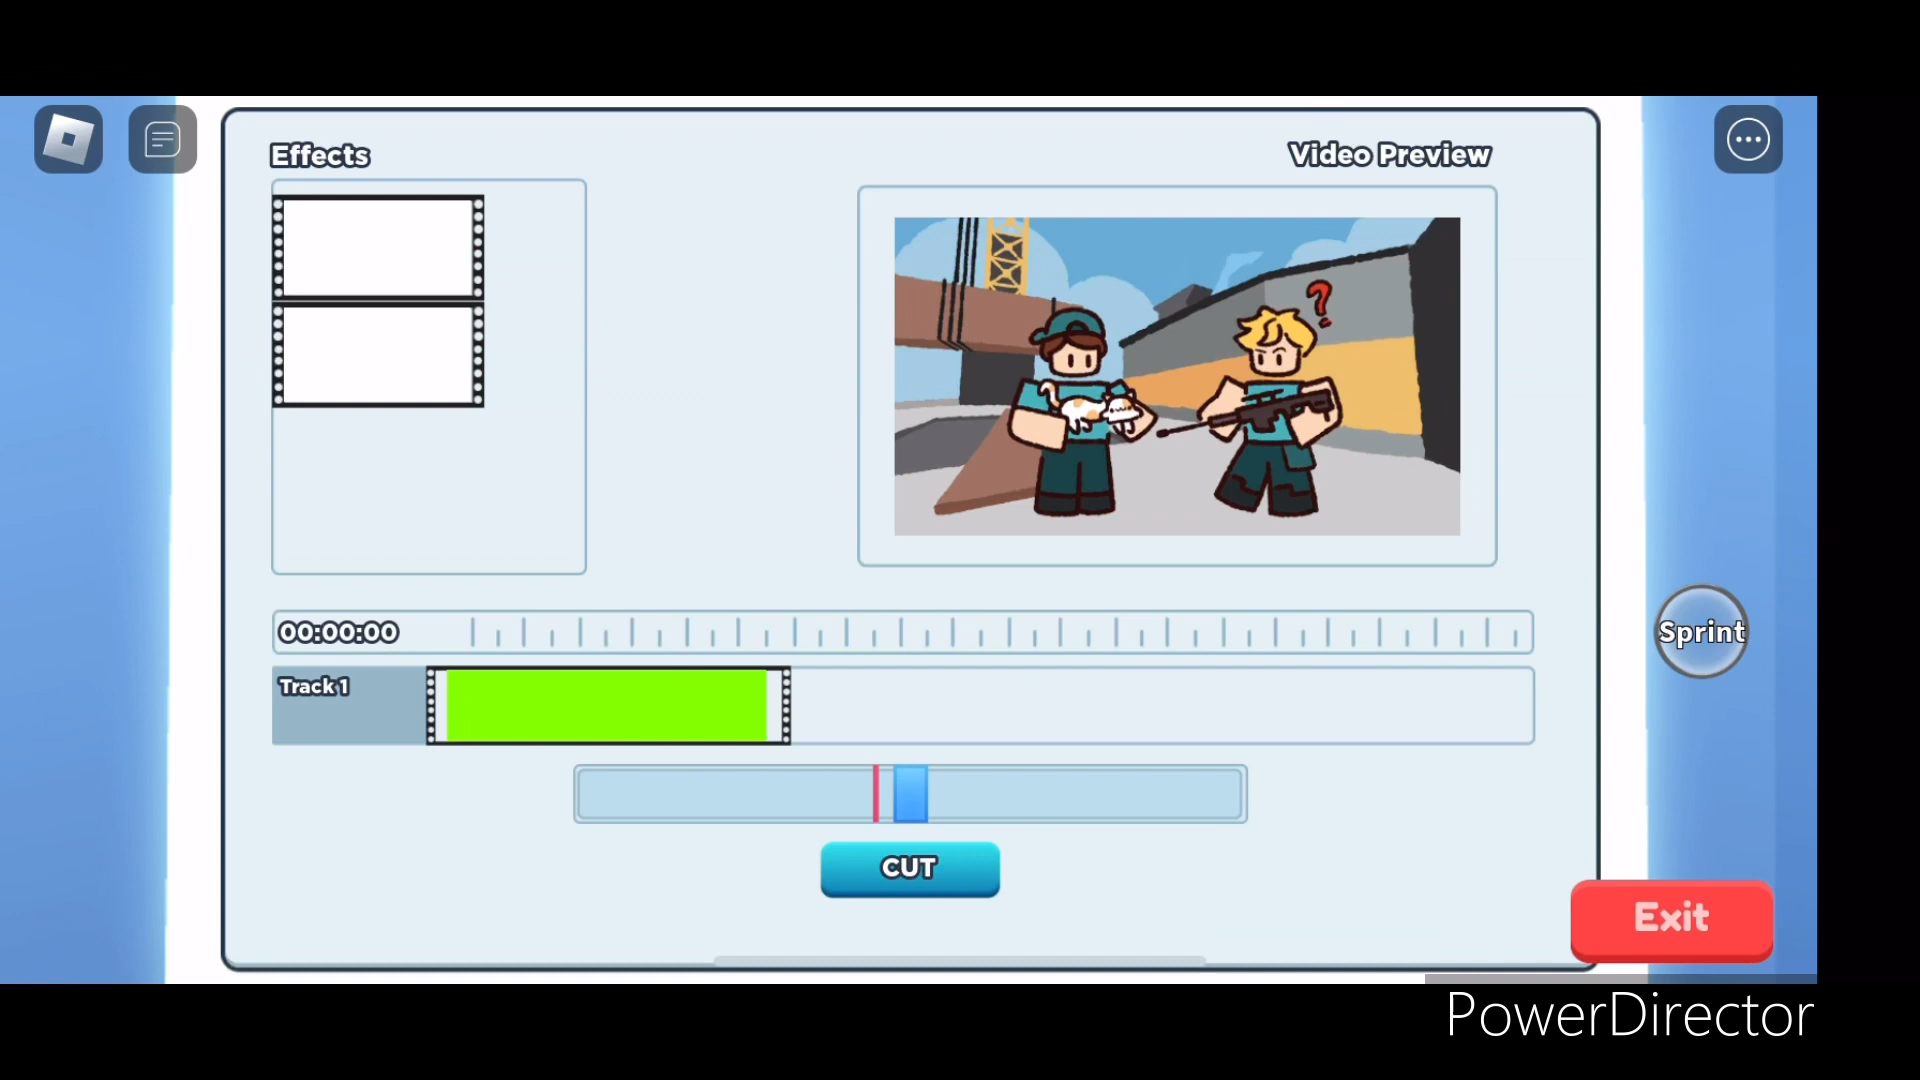 Effects
Video Preview
?
00:00:00
Track 1
Sprint
CUT
Exit
PowerDirector